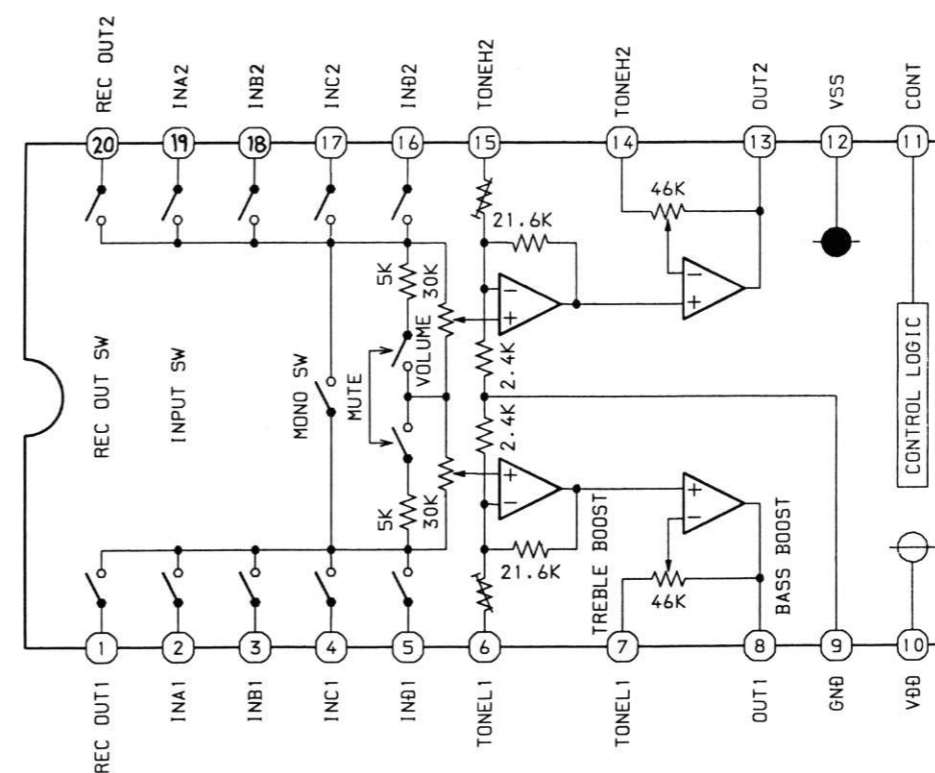 REC OUT2
INA2
INB2
INC2
IND2
TONEH2
TONEH2
OUT2
VSS
CONT
20
19
18
17
16
15
14
13
12
11
46K
21.6K
5K
30K
REC OUT SW
INPUT SW
MONO SW
MUTE
VOLUME
2.4K
2.4K
CONTROL LOGIC
5K
30K
21.6K
TREBLE BOOST
46K
BASS BOOST
−
+
−
+
+
−
+
−
1
2
3
4
5
6
7
8
9
10
REC OUT1
INA1
INB1
INC1
IND1
TONEL1
TONEL1
OUT1
GND
VDD